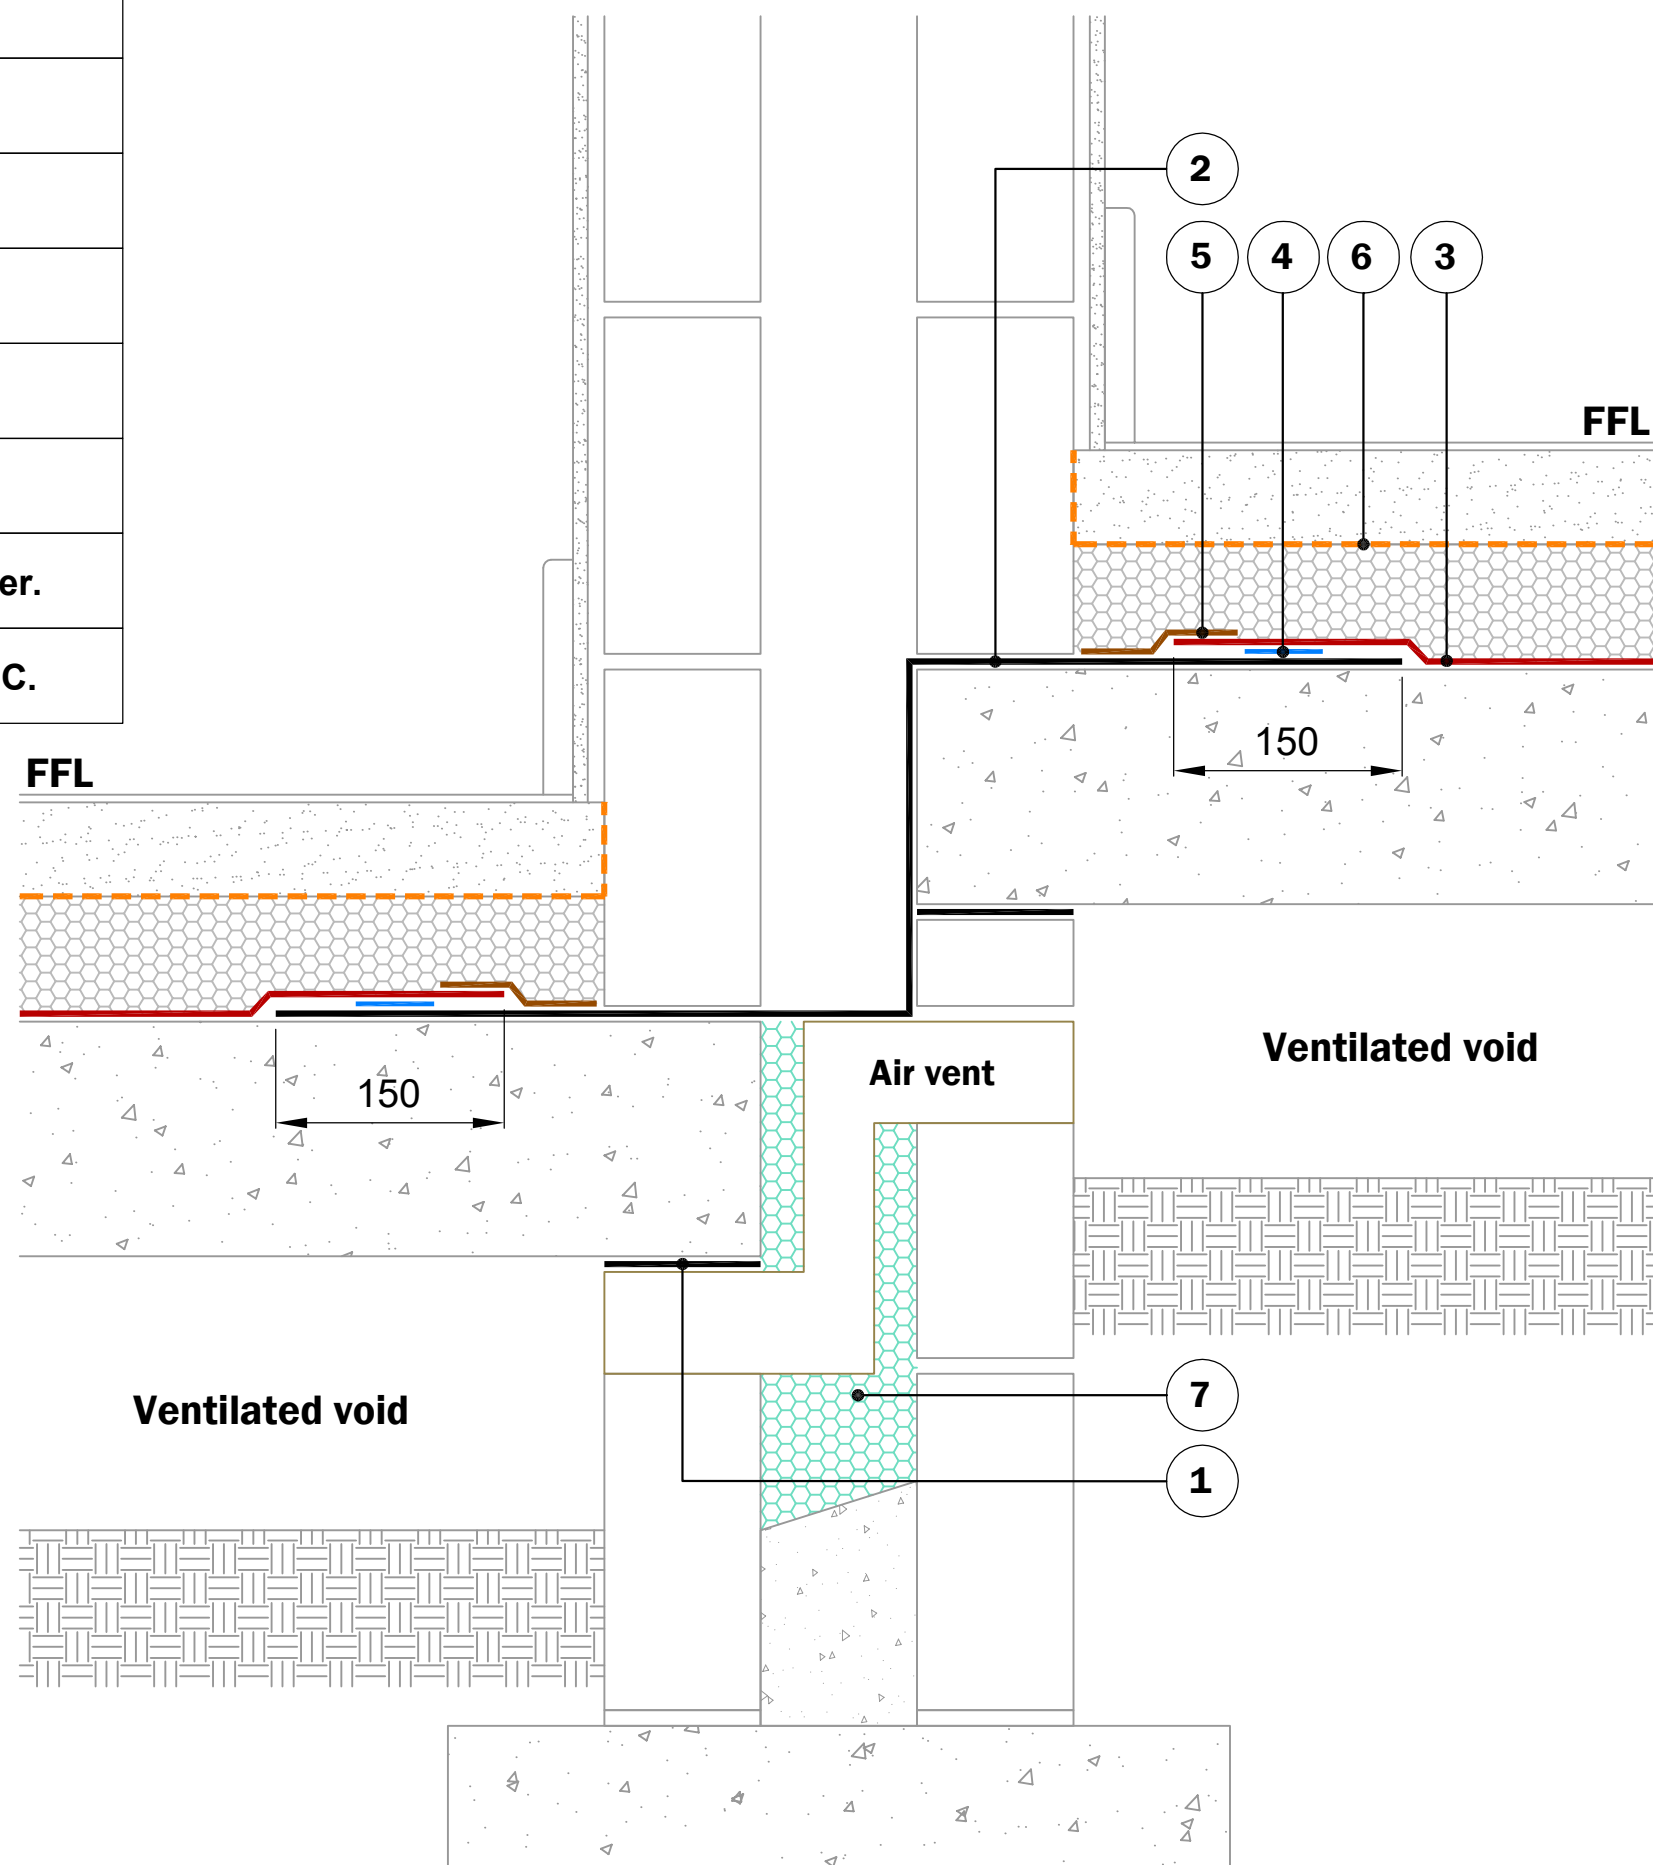 2
5 4 6 3
FFL
er.
C.
150
FFL
Ventilated void
Air vent
150
7
Ventilated void
1